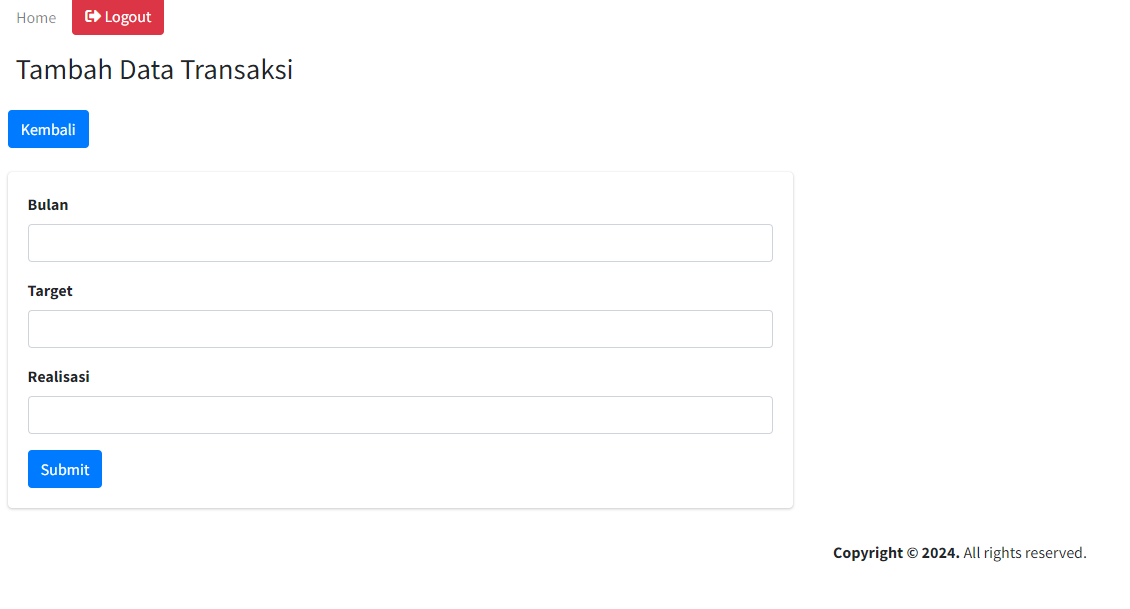 Home Logout
Tambah Data Transaksi
Kembali
Bulan
Target
Realisasi
Submit
Copyright © 2024. All rights reserved.